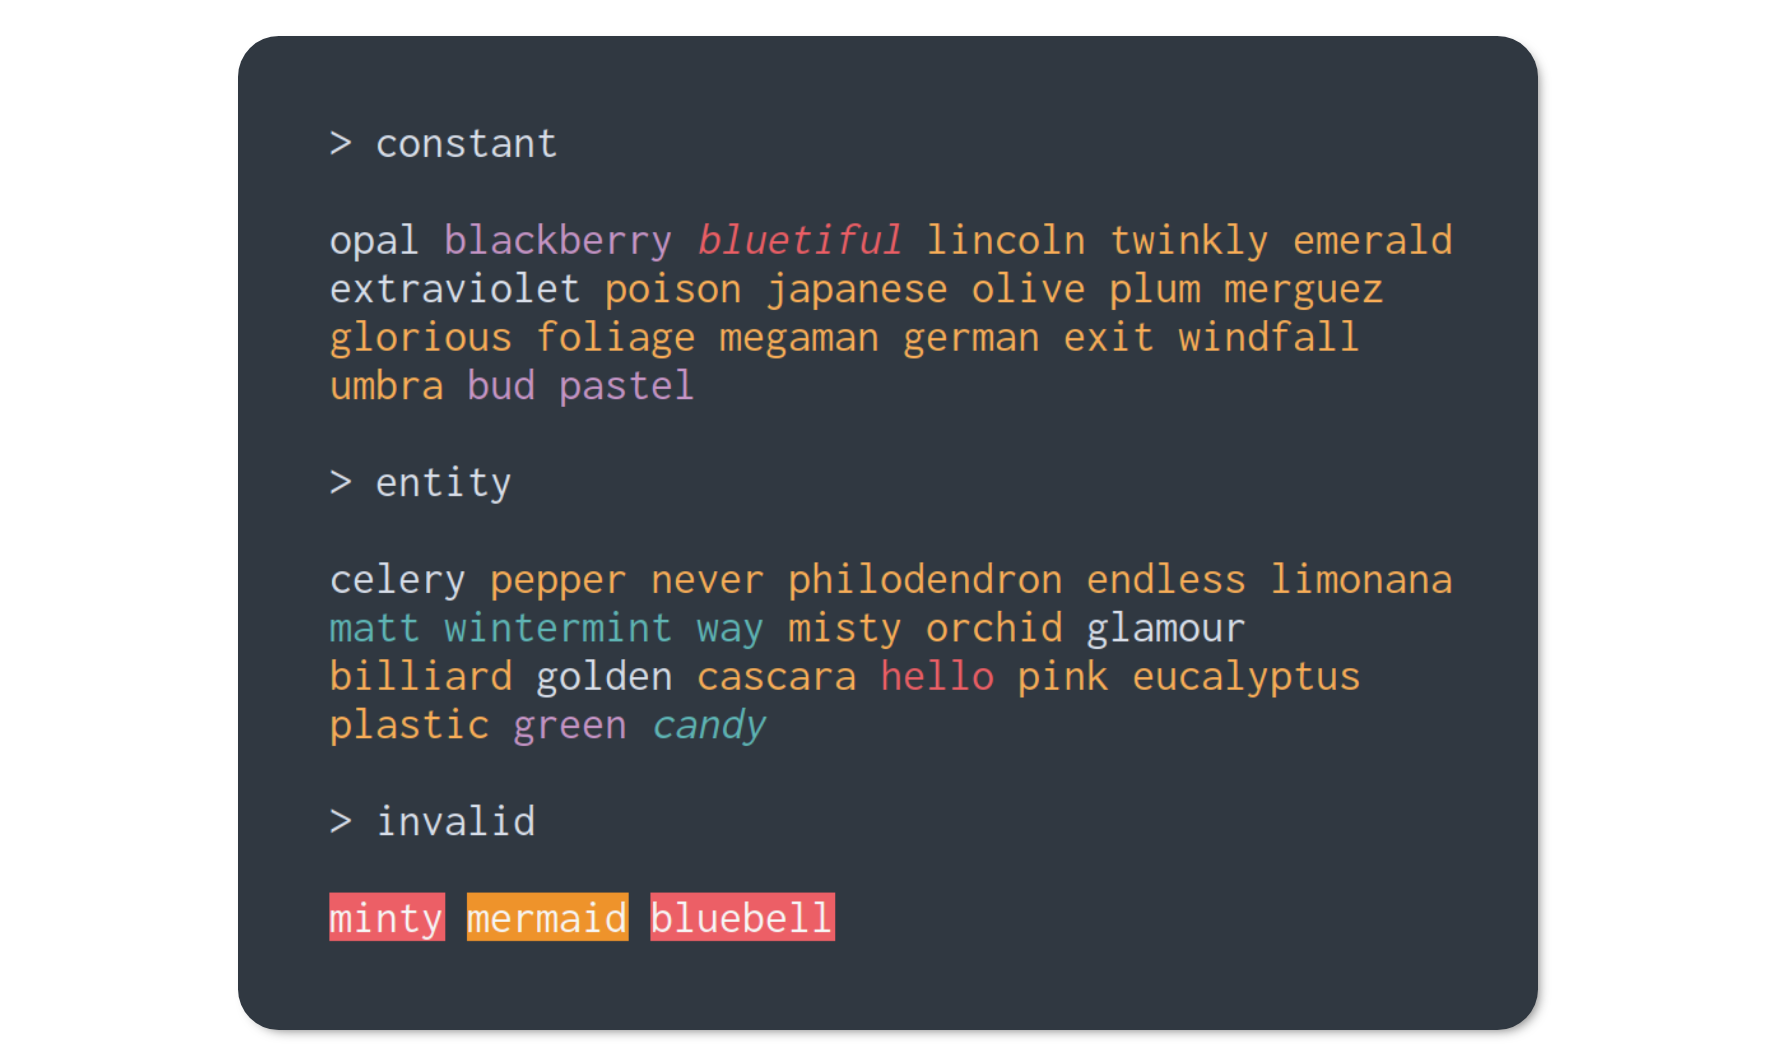 > constant
opal blackberry bluetiful lincoln twinkly emerald
extraviolet poison japanese olive plum merguez
glorious foliage megaman german exit windfall
umbra bud pastel
> entity
celery pepper never philodendron endless limonana
matt wintermint way misty orchid glamour
billiard golden cascara hello pink eucalyptus
plastic green candy
> invalid
minty mermaid bluebell